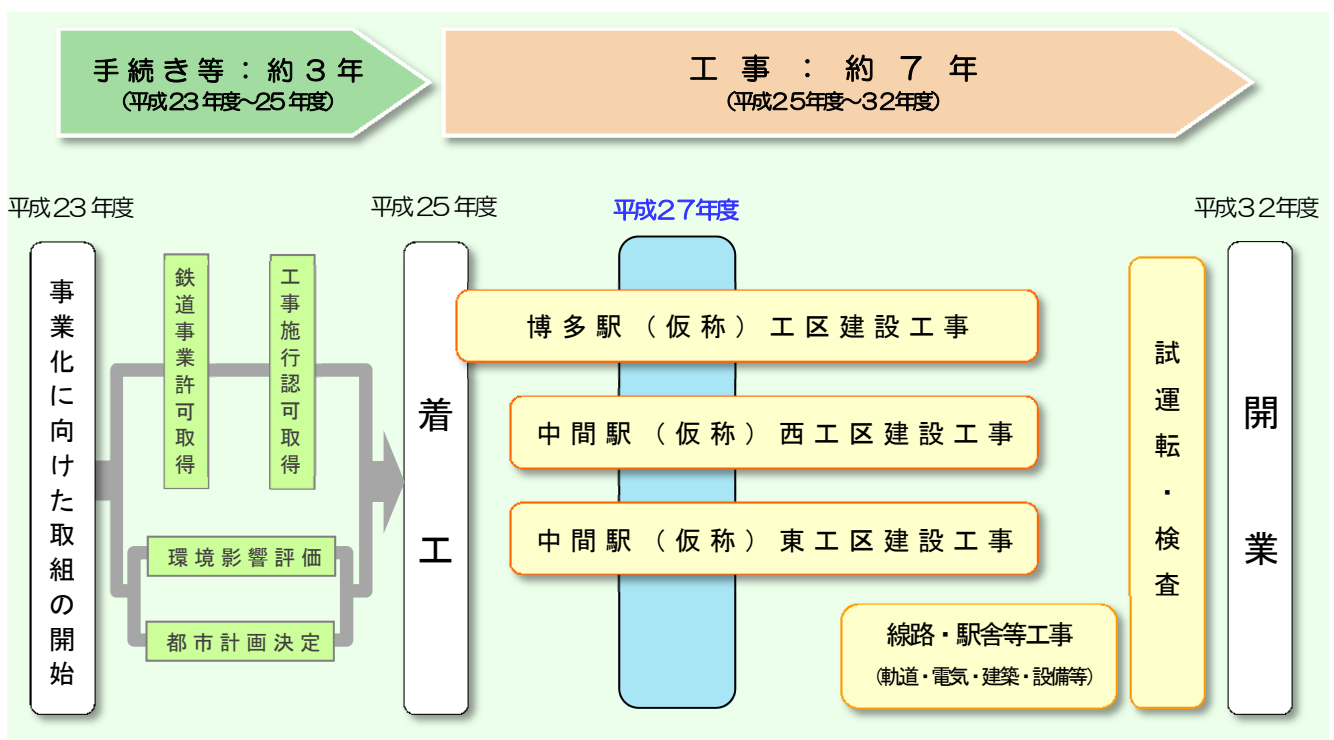 手続き等：約３年
(平成23年度～25年度)
工事：約７年
(平成25年度～32年度)
平成23年度
平成25年度
平成27年度
平成32年度
事業化に向けた取組の開始
鉄道事業許可取得
工事施行認可取得
環境影響評価
都市計画決定
着工
博多駅（仮称）工区建設工事
中間駅（仮称）西工区建設工事
中間駅（仮称）東工区建設工事
線路・駅舎等工事
(軌道・電気・建築・設備等)
試運転・検査
開業